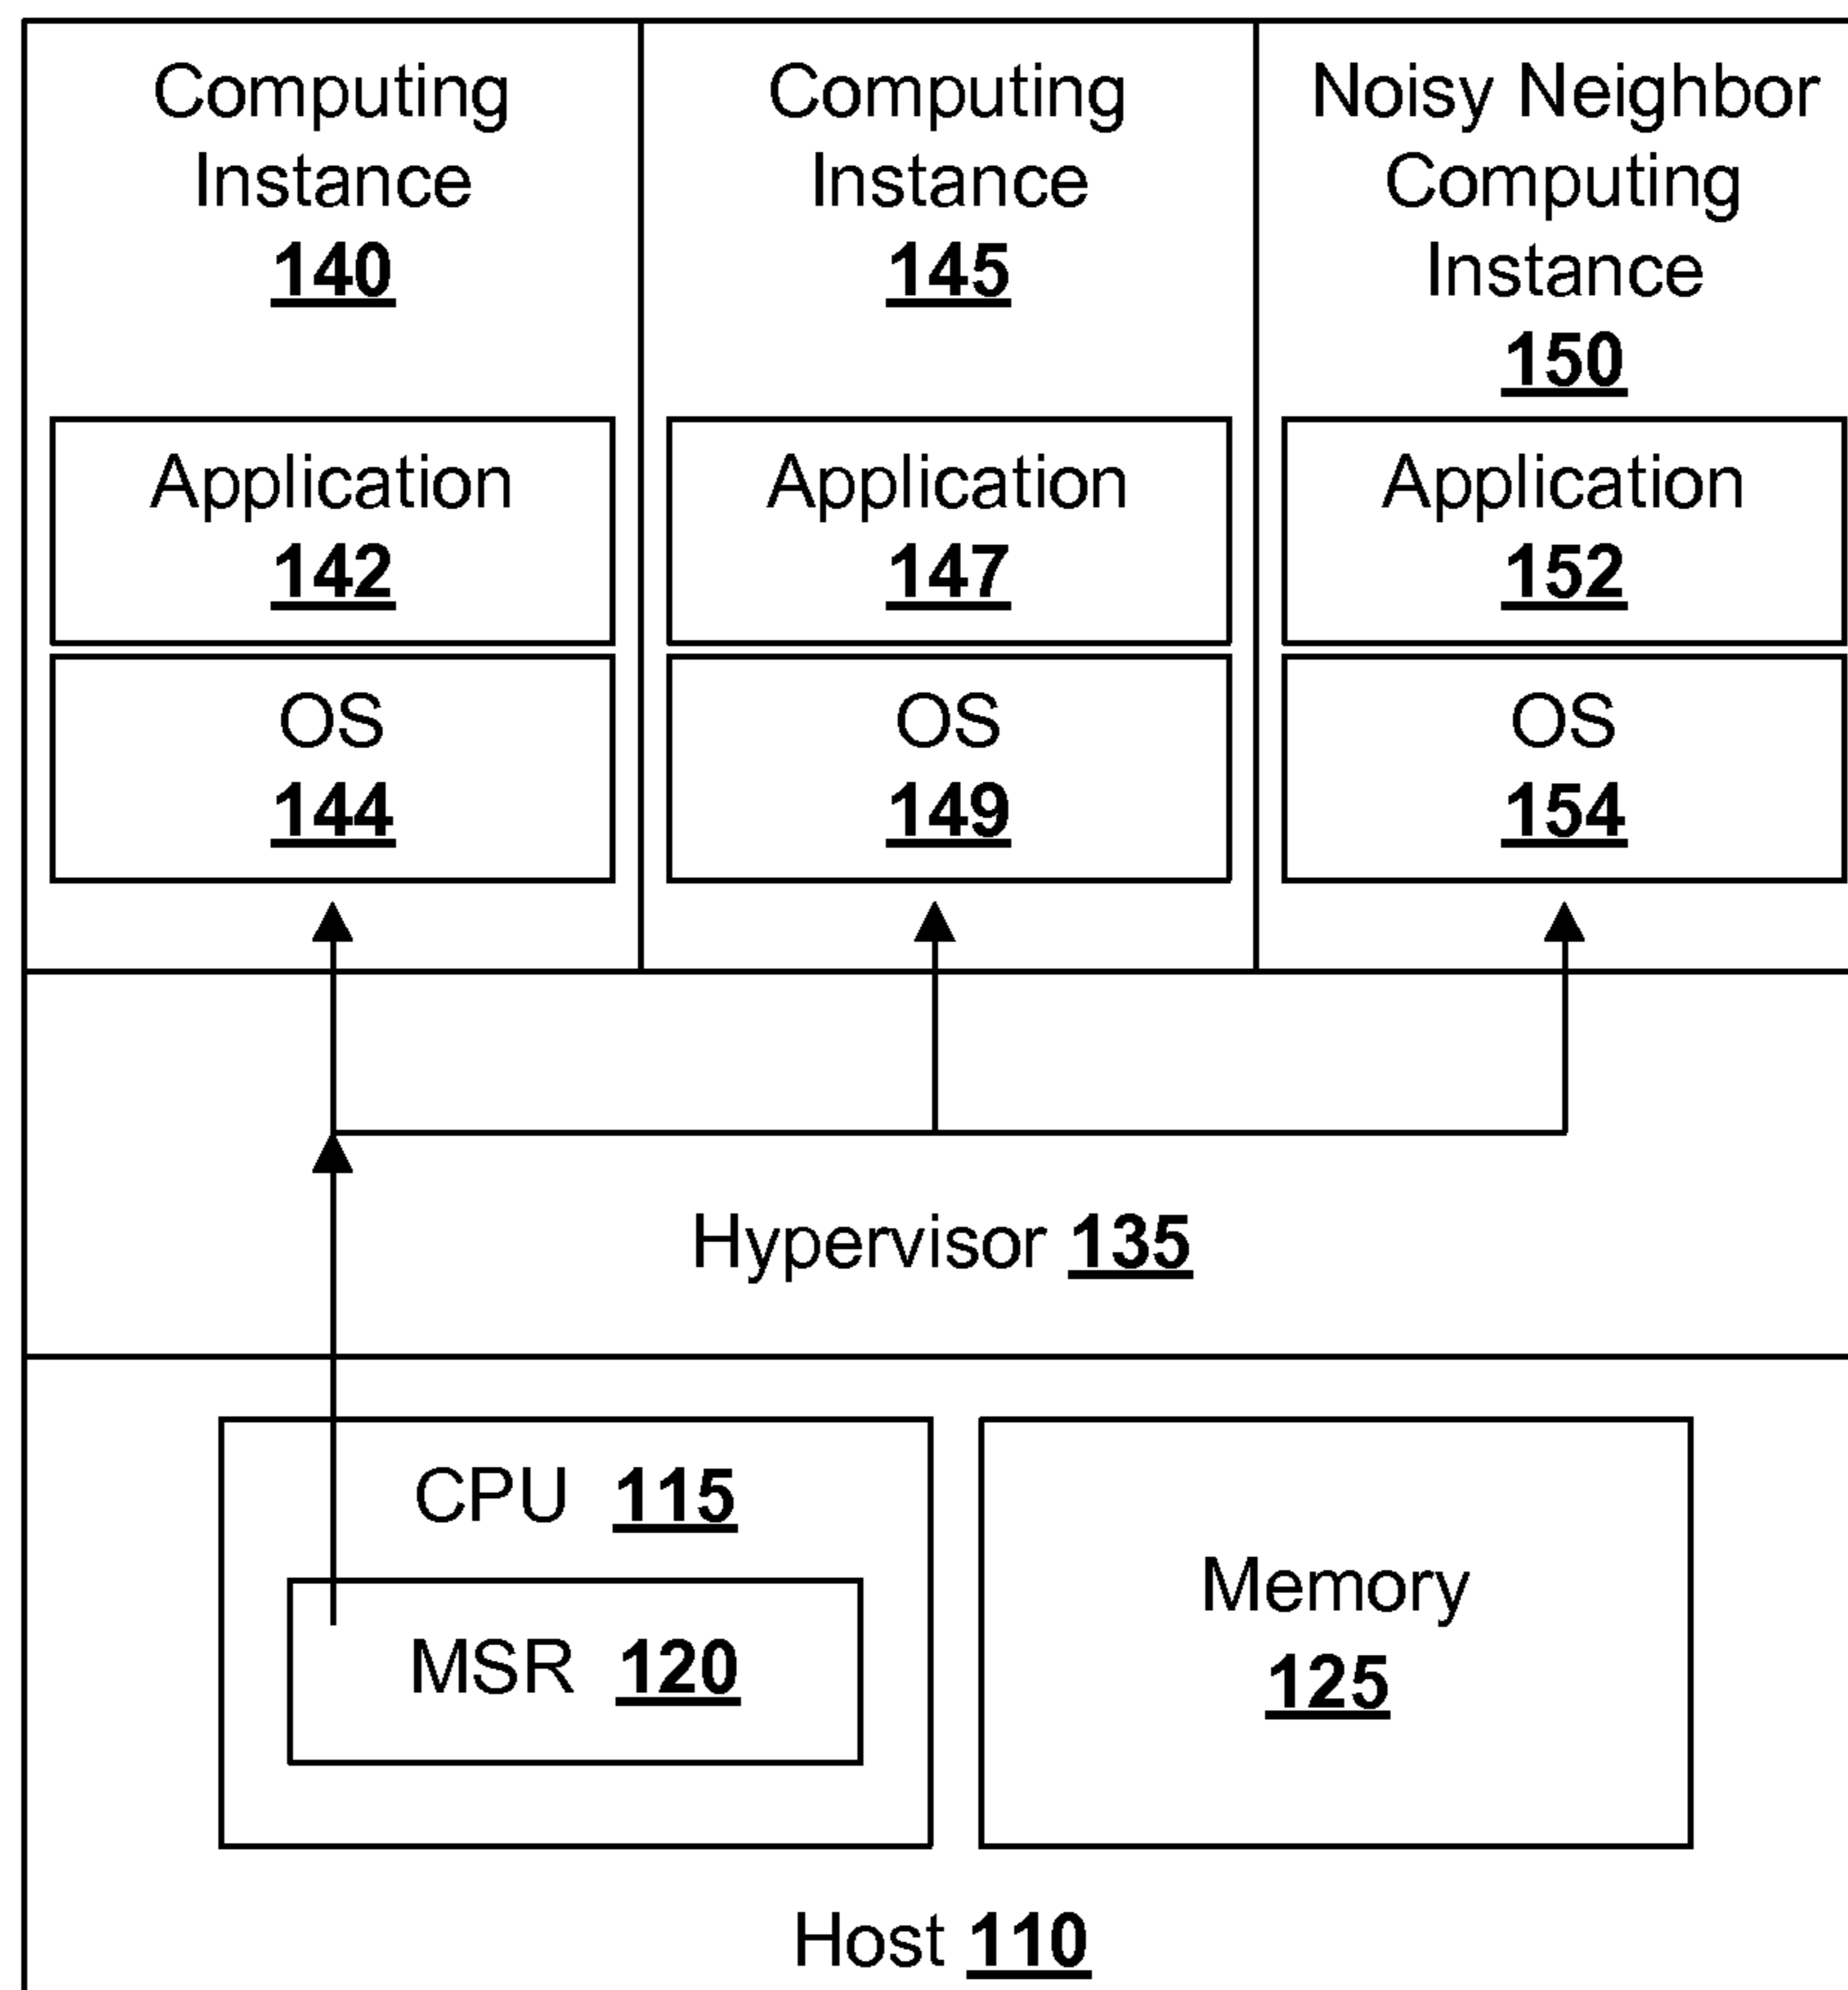 Computing
Instance
140
Computing
Instance
145
Noisy Neighbor
Computing
Instance
150
Application
142
Application
147
Application
152
OS
144
OS
149
OS
154
Hypervisor 135
CPU 115
MSR 120
Memory
125
Host 110